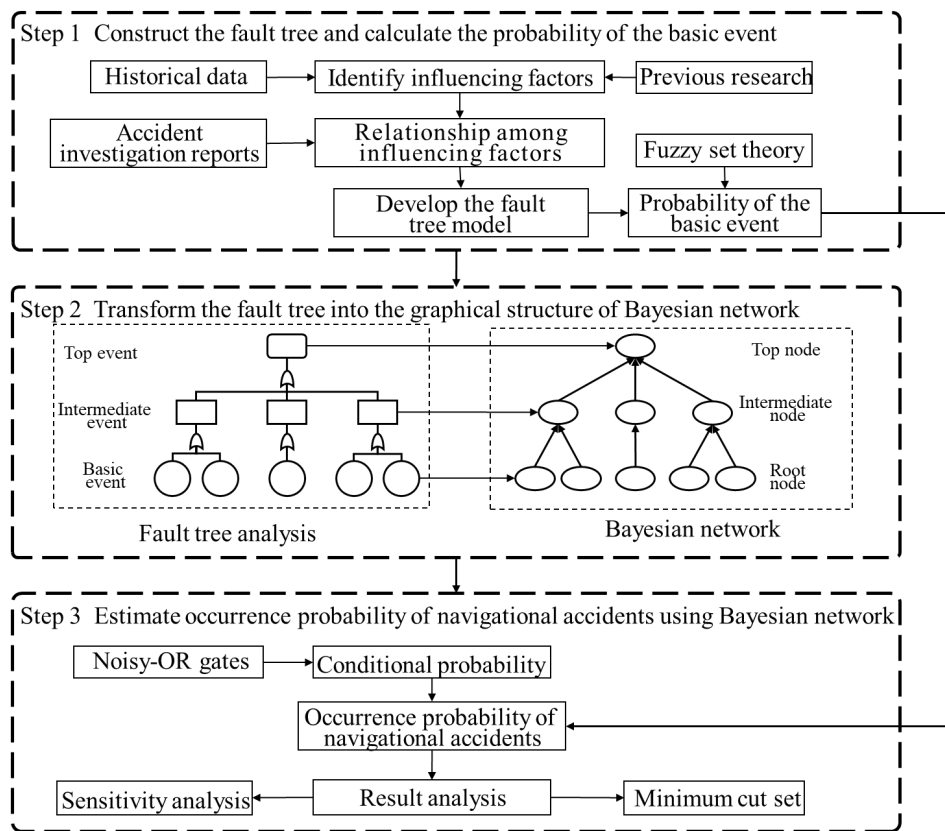 Step 1 Construct the fault tree and calculate the probability of the basic event
Historical data
Identify influencing factors
Previous research
Accident
investigation reports
Relationship among
influencing factors
Fuzzy set theory
Develop the fault
tree model
Probability of the
basic event
Step 2 Transform the fault tree into the graphical structure of Bayesian network
Top event
Top node
Intermediate
event
Intermediate
node
Basic
event
Root
node
Fault tree analysis
Bayesian network
Step 3 Estimate occurrence probability of navigational accidents using Bayesian network
Noisy-OR gates
Conditional probability
Occurrence probability of
navigational accidents
Sensitivity analysis
Result analysis
Minimum cut set